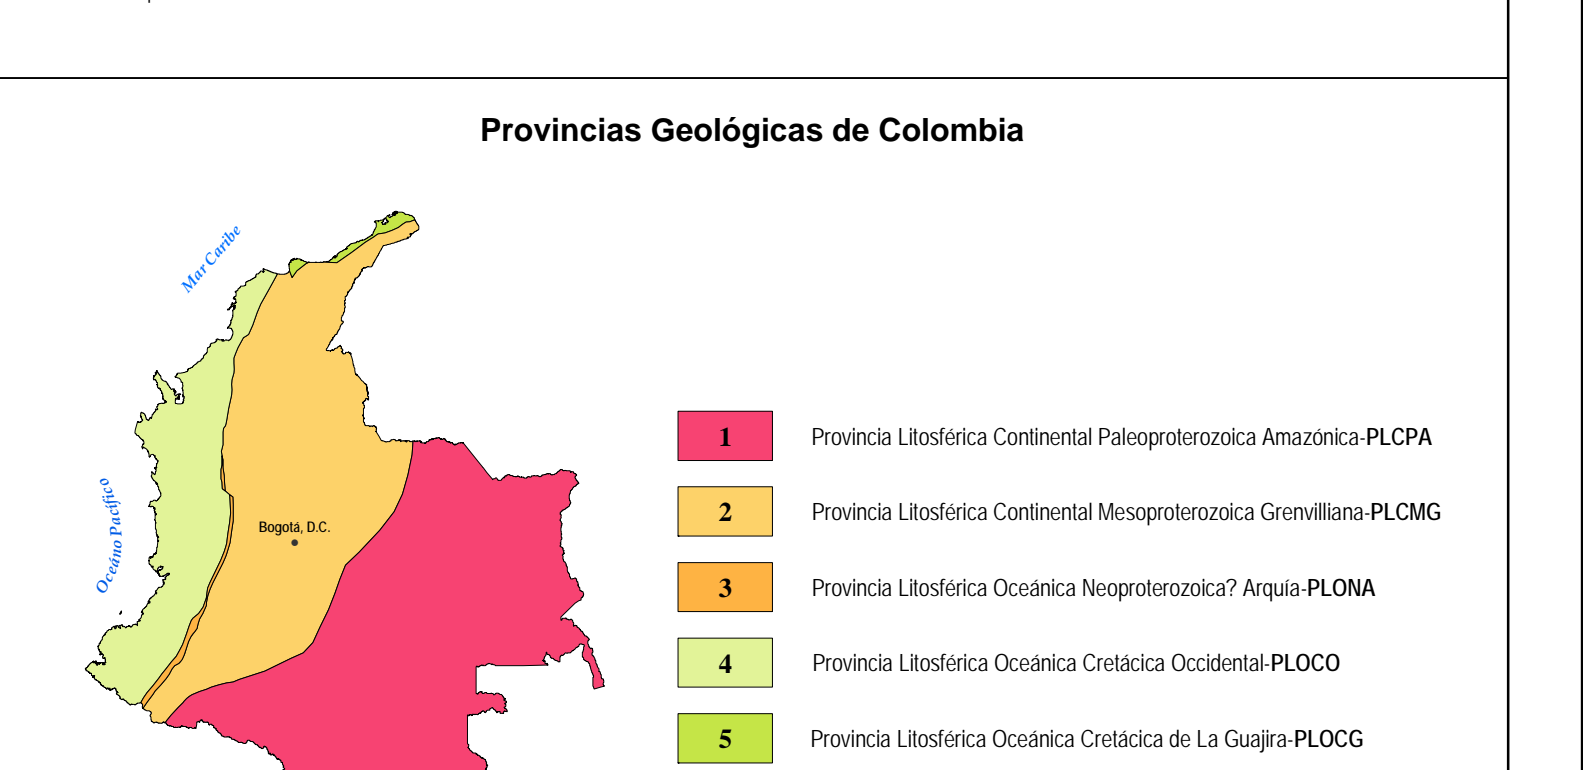 Provincias Geológicas de Colombia
Mar Caribe
Oceáno Pacífico
Bogotá, D.C.
1 Provincia Litosférica Continental Paleoproterozoica Amazónica-PLCPA
2 Provincia Litosférica Continental Mesoproterozoica Grenvilliana-PLCMG
3 Provincia Litosférica Oceánica Neoproterozoica? Arquía-PLONA
4 Provincia Litosférica Oceánica Cretácica Occidental-PLOCO
5 Provincia Litosférica Oceánica Cretácica de La Guajira-PLOCG